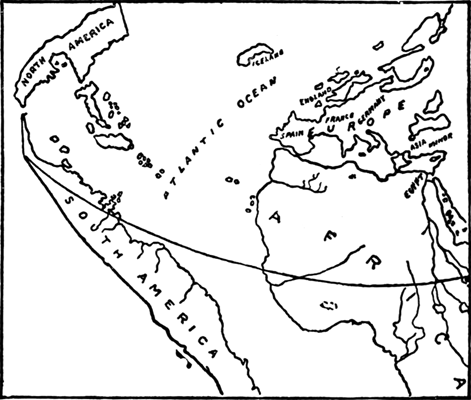 NORTH AMERICA
ICELAND
ATLANTIC OCEAN
ENGLAND
FRANCE
GERMANY
SPAIN
EUROPE
ASIA MINOR
EGYPT
SOUTH AMERICA
AFRICA